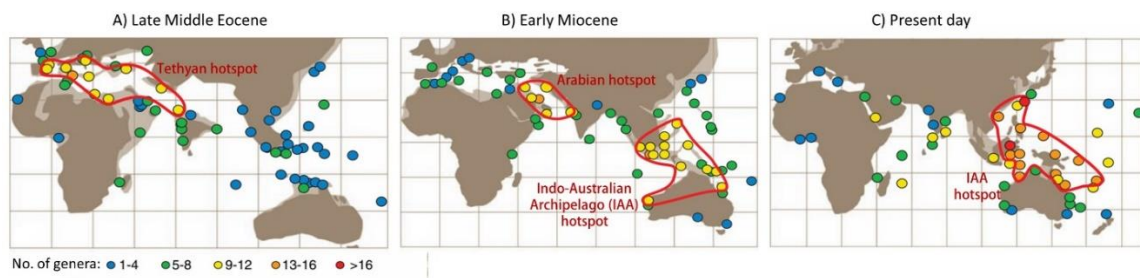 A) Late Middle Eocene
B) Early Miocene
C) Present day
Tethyan hotspot
Arabian hotspot
Indo-Australian
Archipelago (IAA)
hotspot
IAA
hotspot
No. of genera: 1-4 5-8 9-12 13-16 >16